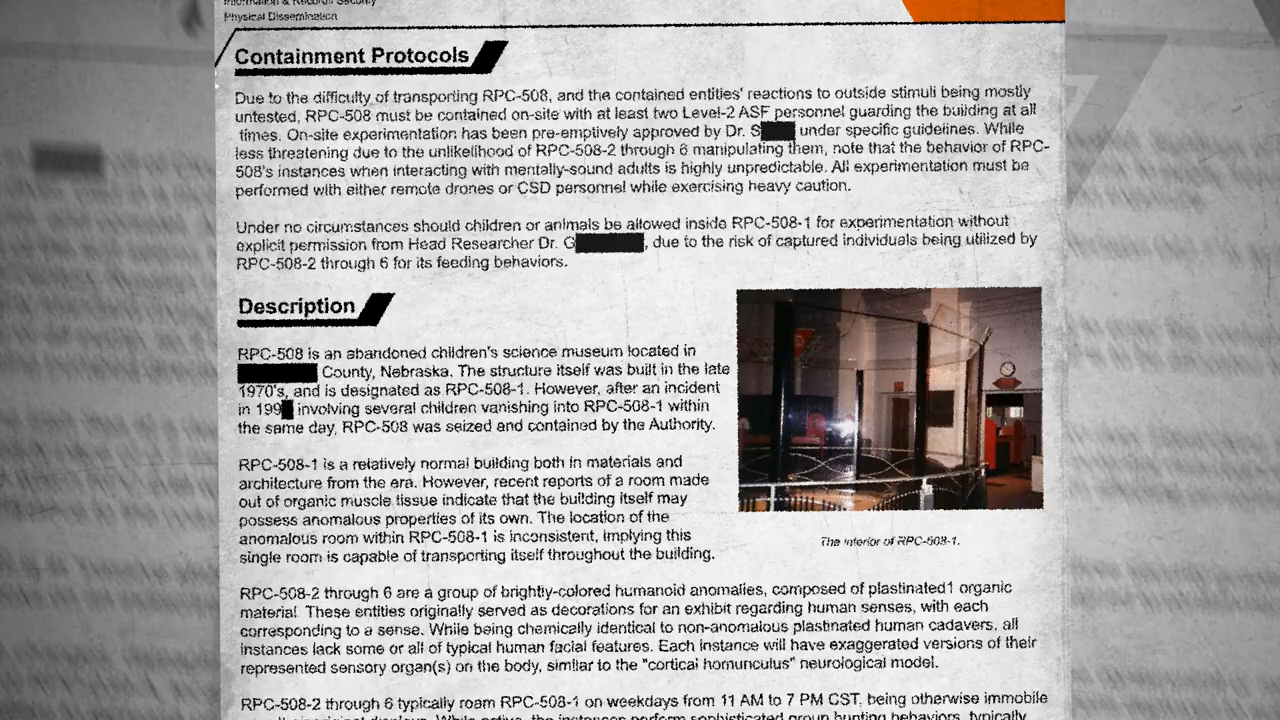 Information & Records Security
Physical Dissemination
Containment Protocols
Due to the difficulty of transporting RPC-508, and the contained entities' reactions to outside stimuli being mostly
untested, RPC-508 must be contained on-site with at least two Level-2 ASF personnel guarding the building at all
times. On-site experimentation has been pre-emptively approved by Dr. S under specific guidelines. While
less threatening due to the unlikelihood of RPC-508-2 through 6 manipulating them, note that the behavior of RPC-
508's instances when interacting with mentally-sound adults is highly unpredictable. All experimentation must be
performed with either remote drones or CSD personnel while exercising heavy caution.
Under no circumstances should children or animals be allowed inside RPC-508-1 for experimentation without
explicit permission from Head Researcher Dr. G, due to the risk of captured individuals being utilized by
RPC-508-2 through 6 for its feeding behaviors.
Description
RPC-508 is an abandoned children's science museum located in
County, Nebraska. The structure itself was built in the late
1970's, and is designated as RPC-508-1. However, after an incident
in 199 involving several children vanishing into RPC-508-1 within
the same day, RPC-508 was seized and contained by the Authority.
RPC-508-1 is a relatively normal building both in materials and
architecture from the era. However, recent reports of a room made
out of organic muscle tissue indicate that the building itself may
possess anomalous properties of its own. The location of the
anomalous room within RPC-508-1 is inconsistent, implying this
single room is capable of transporting itself throughout the building.
The interior of RPC-508-1.
RPC-508-2 through 6 are a group of brightly-colored humanoid anomalies, composed of plastinated1 organic
material. These entities originally served as decorations for an exhibit regarding human senses, with each
corresponding to a sense. While being chemically identical to non-anomalous plastinated human cadavers, all
instances lack some or all of typical human facial features. Each instance will have exaggerated versions of their
represented sensory organ(s) on the body, similar to the "cortical homunculus" neurological model.
RPC-508-2 through 6 typically roam RPC-508-1 on weekdays from 11 AM to 7 PM CST, being otherwise immobile
While active, the instances perform sophisticated group hunting behaviors, typically